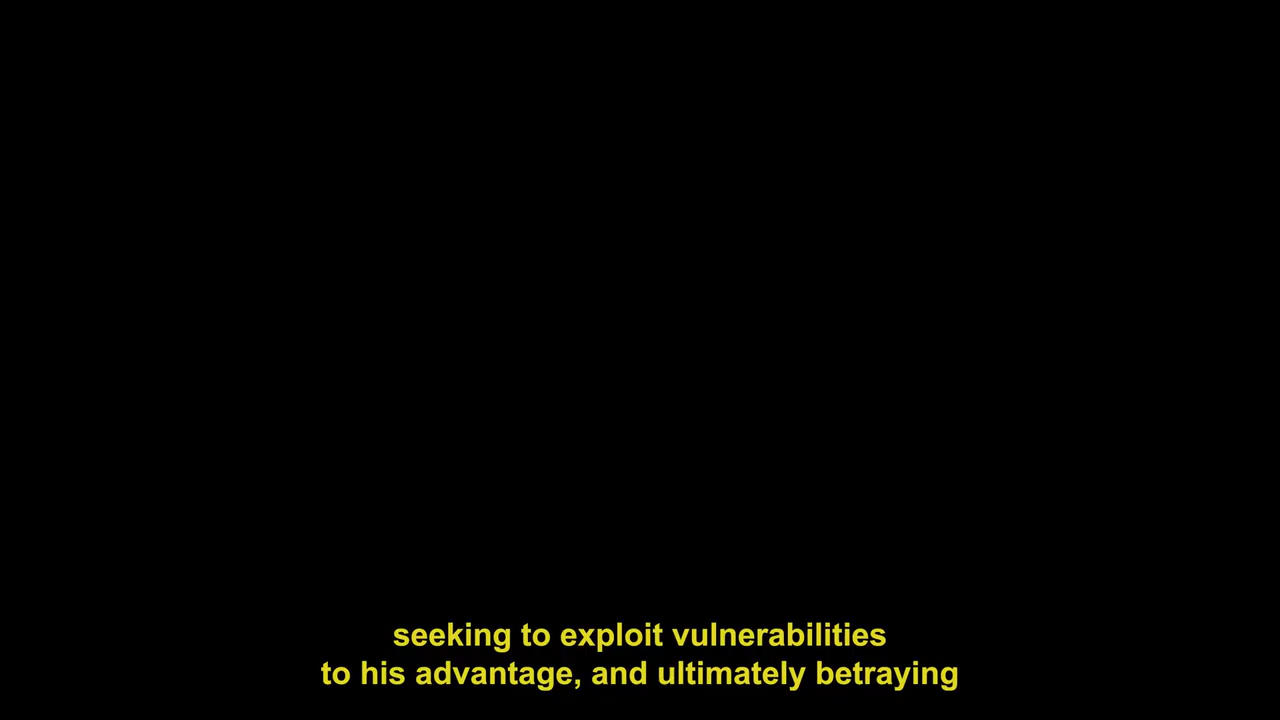 seeking to exploit vulnerabilities
to his advantage, and ultimately betraying